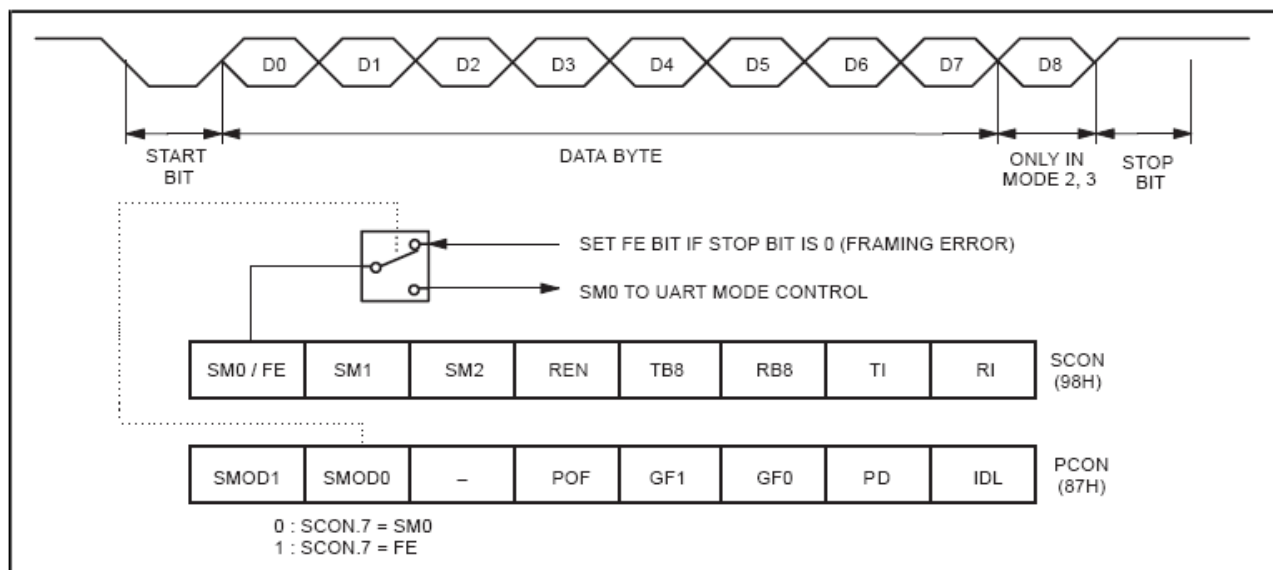 D0 D1 D2 D3 D4 D5 D6 D7 D8
START
BIT
DATA BYTE
ONLY IN
MODE 2, 3
STOP
BIT
SET FE BIT IF STOP BIT IS 0 (FRAMING ERROR)
SM0 TO UART MODE CONTROL
SM0 / FE SM1 SM2 REN TB8 RB8 TI RI
SCON
(98H)
SMOD1 SMOD0 – POF GF1 GF0 PD IDL
PCON
(87H)
0 : SCON.7 = SM0
1 : SCON.7 = FE